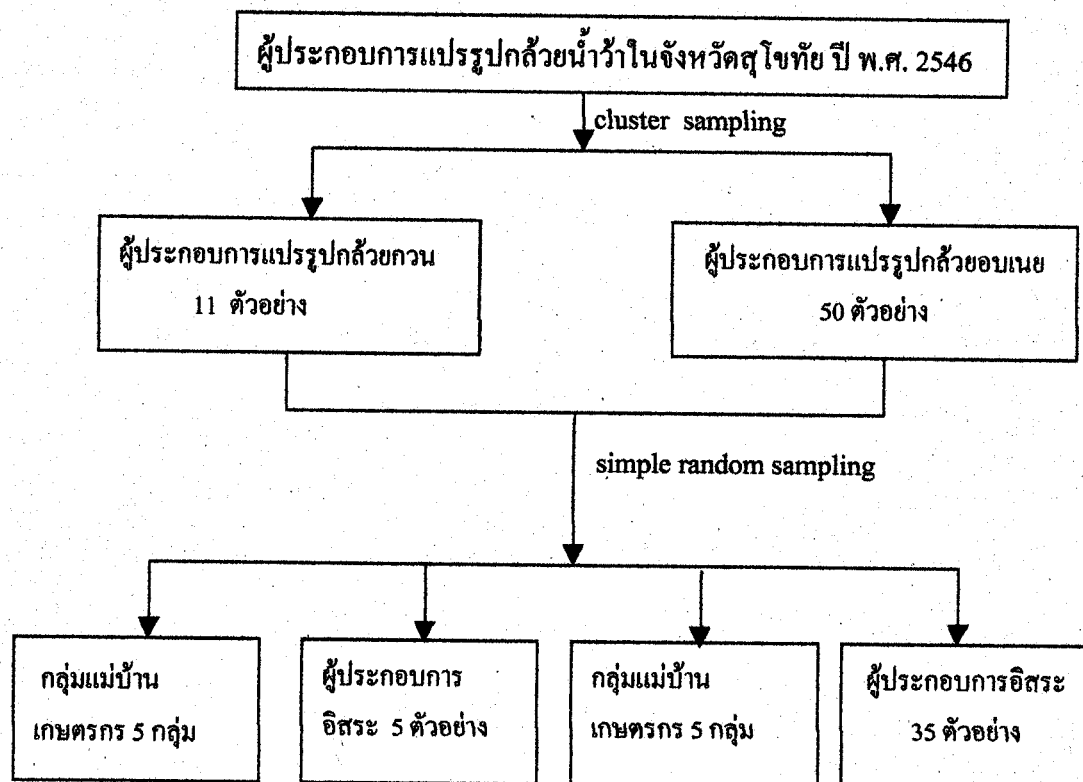 ผู้ประกอบการแปรรูปกล้วยน้ำว้าในจังหวัดสุโขทัย ปี พ.ศ. 2546
cluster sampling
ผู้ประกอบการแปรรูปกล้วยกวน
11 ตัวอย่าง
ผู้ประกอบการแปรรูปกล้วยอบเนย
50 ตัวอย่าง
simple random sampling
กลุ่มแม่บ้าน
เกษตรกร 5 กลุ่ม
ผู้ประกอบการ
อิสระ 5 ตัวอย่าง
กลุ่มแม่บ้าน
เกษตรกร 5 กลุ่ม
ผู้ประกอบการอิสระ
35 ตัวอย่าง